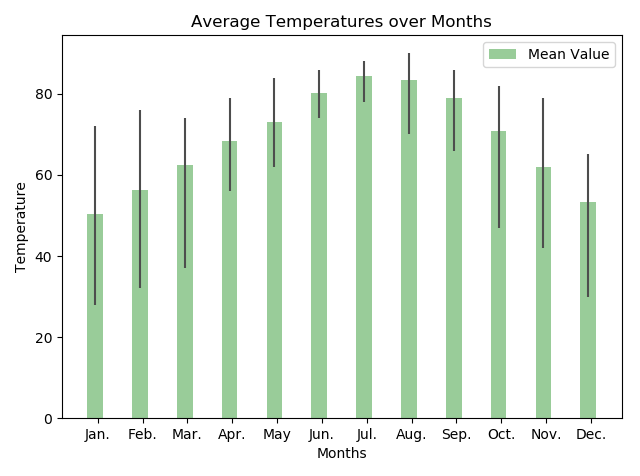 Average Temperatures over Months
Mean Value
Temperature
80
60
40
20
0
Jan. Feb. Mar. Apr. May Jun. Jul. Aug. Sep. Oct. Nov. Dec.
Months